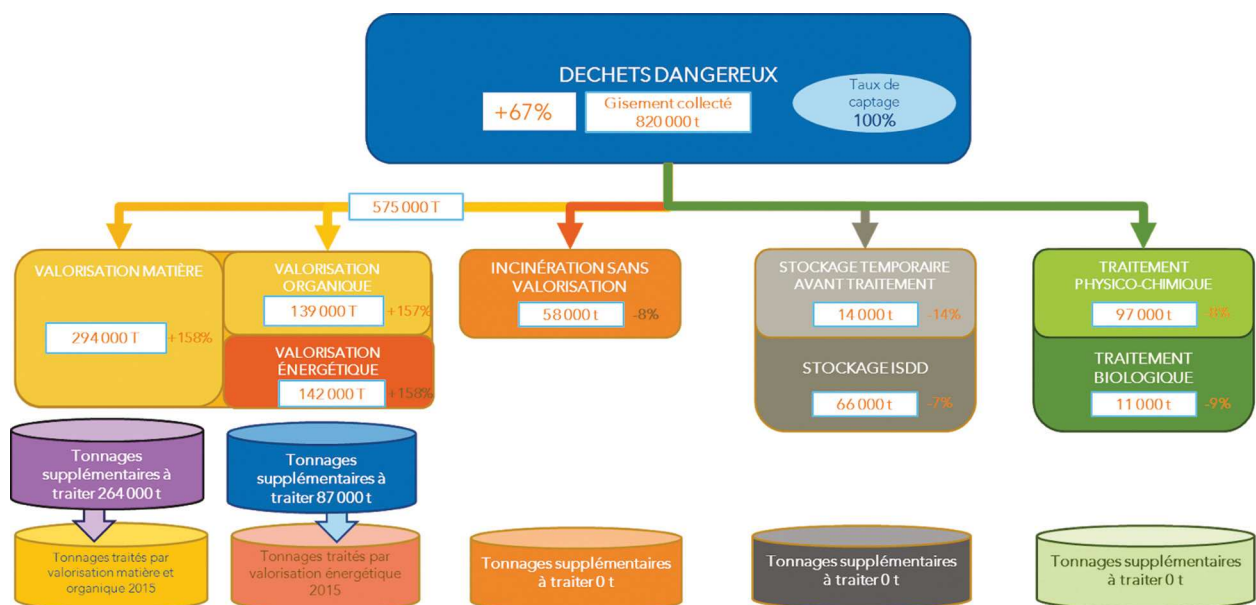 DECHETS DANGEREUX
+67%
Gisement collecté
820 000 t
Taux de
captage
100%
575 000 T
VALORISATION MATIÈRE
294 000 T
+158%
VALORISATION
ORGANIQUE
139 000 T
+157%
VALORISATION
ÉNERGÉTIQUE
142 000 T
+158%
INCINÉRATION SANS
VALORISATION
58 000 t
-8%
STOCKAGE TEMPORAIRE
AVANT TRAITEMENT
14 000 t
-14%
STOCKAGE ISDD
66 000 t
-7%
TRAITEMENT
PHYSICO-CHIMIQUE
97 000 t
-8%
TRAITEMENT
BIOLOGIQUE
11 000 t
-9%
Tonnages
supplémentaires à
traiter 264 000 t
Tonnages
supplémentaires à
traiter 87 000 t
Tonnages traités par
valorisation matière et
organique 2015
Tonnages traités par
valorisation énergétique
2015
Tonnages supplémentaires
à traiter 0 t
Tonnages supplémentaires
à traiter 0 t
Tonnages supplémentaires
à traiter 0 t